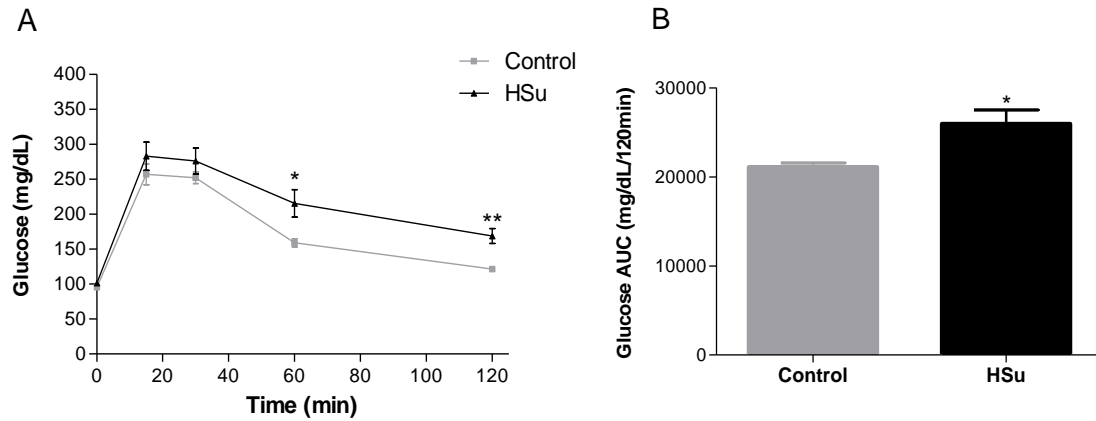 A
Control
HSu
400
350
300
250
200
150
100
50
0
Glucose (mg/dL)
*
**
0 20 40 60 80 100 120
Time (min)
B
30000
20000
10000
0
Glucose AUC (mg/dL/120min)
*
Control HSu